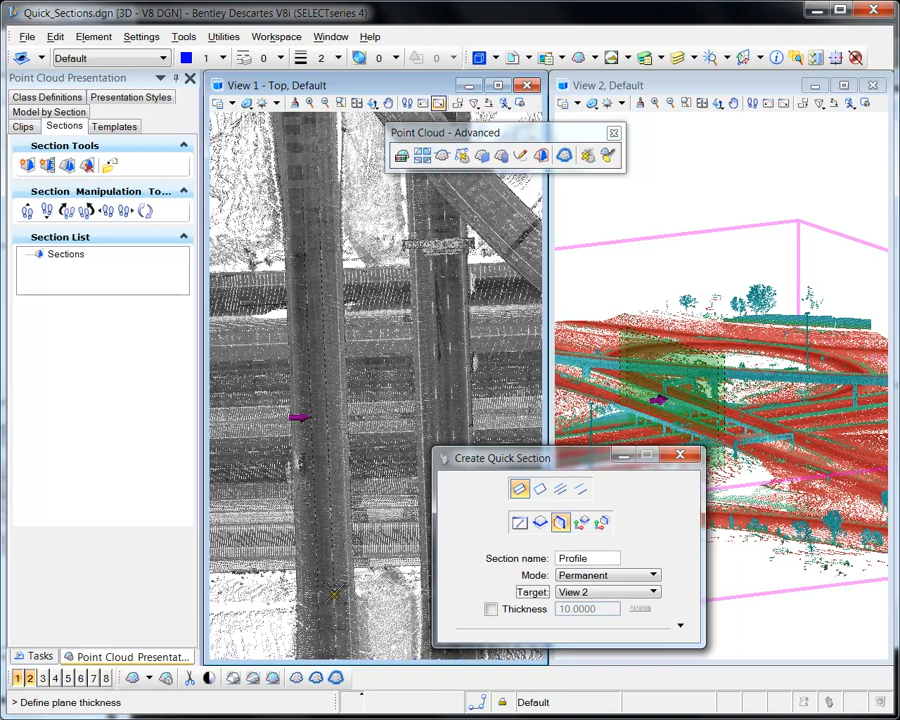 Quick_Sections.dgn [3D - V8 DGN] - Bentley Descartes V8i (SELECTseries 4)
File Edit Element Settings Tools Utilities Workspace Window Help
Default 1 0 2 0 0
Point Cloud Presentation
Class Definitions Presentation Styles
Model by Section
Clips Sections Templates
Section Tools
Section Manipulation To...
Section List
Sections
View 1 - Top, Default
View 2, Default
Point Cloud - Advanced
Create Quick Section
Section name: Profile
Mode: Permanent
Target: View 2
Thickness 10.0000
Tasks Point Cloud Presentat...
1 2 3 4 5 6 7 8
> Define plane thickness
Default